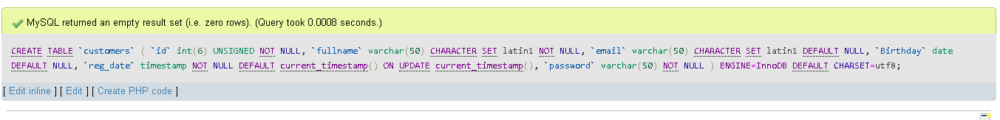 MySQL returned an empty result set (i.e. zero rows). (Query took 0.0008 seconds.)
CREATE TABLE `customers` ( `id` int(6) UNSIGNED NOT NULL, `fullname` varchar(50) CHARACTER SET latin1 NOT NULL, `email` varchar(50) CHARACTER SET latin1 DEFAULT NULL, `Birthday` date
DEFAULT NULL, `reg_date` timestamp NOT NULL DEFAULT current_timestamp() ON UPDATE current_timestamp(), `password` varchar(50) NOT NULL ) ENGINE=InnoDB DEFAULT CHARSET=utf8;
[ Edit inline ] [ Edit ] [ Create PHP code ]